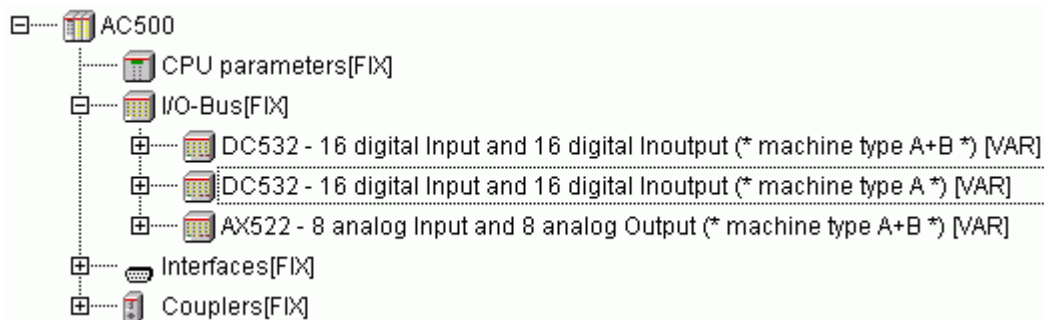 AC500
CPU parameters[FIX]
I/O-Bus[FIX]
DC532 - 16 digital Input and 16 digital Inoutput (* machine type A+B *) [VAR]
DC532 - 16 digital Input and 16 digital Inoutput (* machine type A *) [VAR]
AX522 - 8 analog Input and 8 analog Output (* machine type A+B *) [VAR]
Interfaces[FIX]
Couplers[FIX]